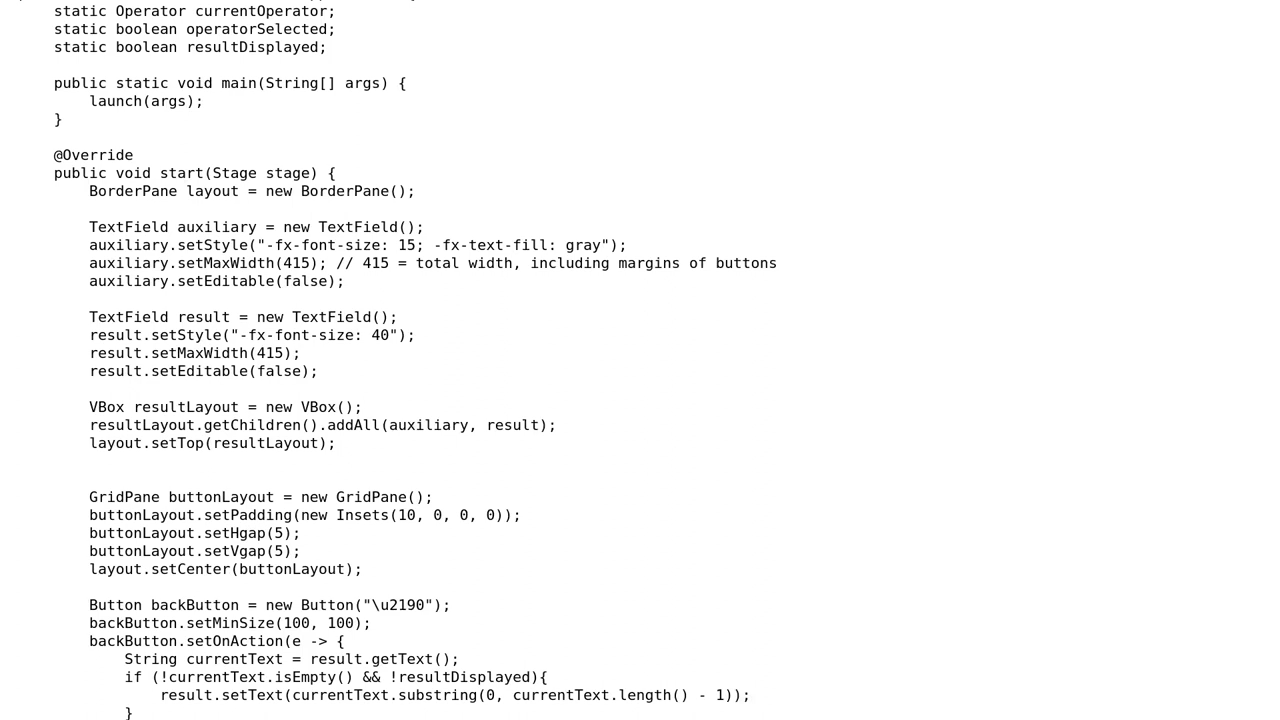 static Operator currentOperator;
static boolean operatorSelected;
static boolean resultDisplayed;
public static void main(String[] args) {
launch(args);
}
@Override
public void start(Stage stage) {
BorderPane layout = new BorderPane();
TextField auxiliary = new TextField();
auxiliary.setStyle("-fx-font-size: 15; -fx-text-fill: gray");
auxiliary.setMaxWidth(415); // 415 = total width, including margins of buttons
auxiliary.setEditable(false);
TextField result = new TextField();
result.setStyle("-fx-font-size: 40");
result.setMaxWidth(415);
result.setEditable(false);
VBox resultLayout = new VBox();
resultLayout.getChildren().addAll(auxiliary, result);
layout.setTop(resultLayout);
GridPane buttonLayout = new GridPane();
buttonLayout.setPadding(new Insets(10, 0, 0, 0));
buttonLayout.setHgap(5);
buttonLayout.setVgap(5);
layout.setCenter(buttonLayout);
Button backButton = new Button("\u2190");
backButton.setMinSize(100, 100);
backButton.setOnAction(e -> {
String currentText = result.getText();
if (!currentText.isEmpty() && !resultDisplayed){
result.setText(currentText.substring(0, currentText.length() - 1));
}